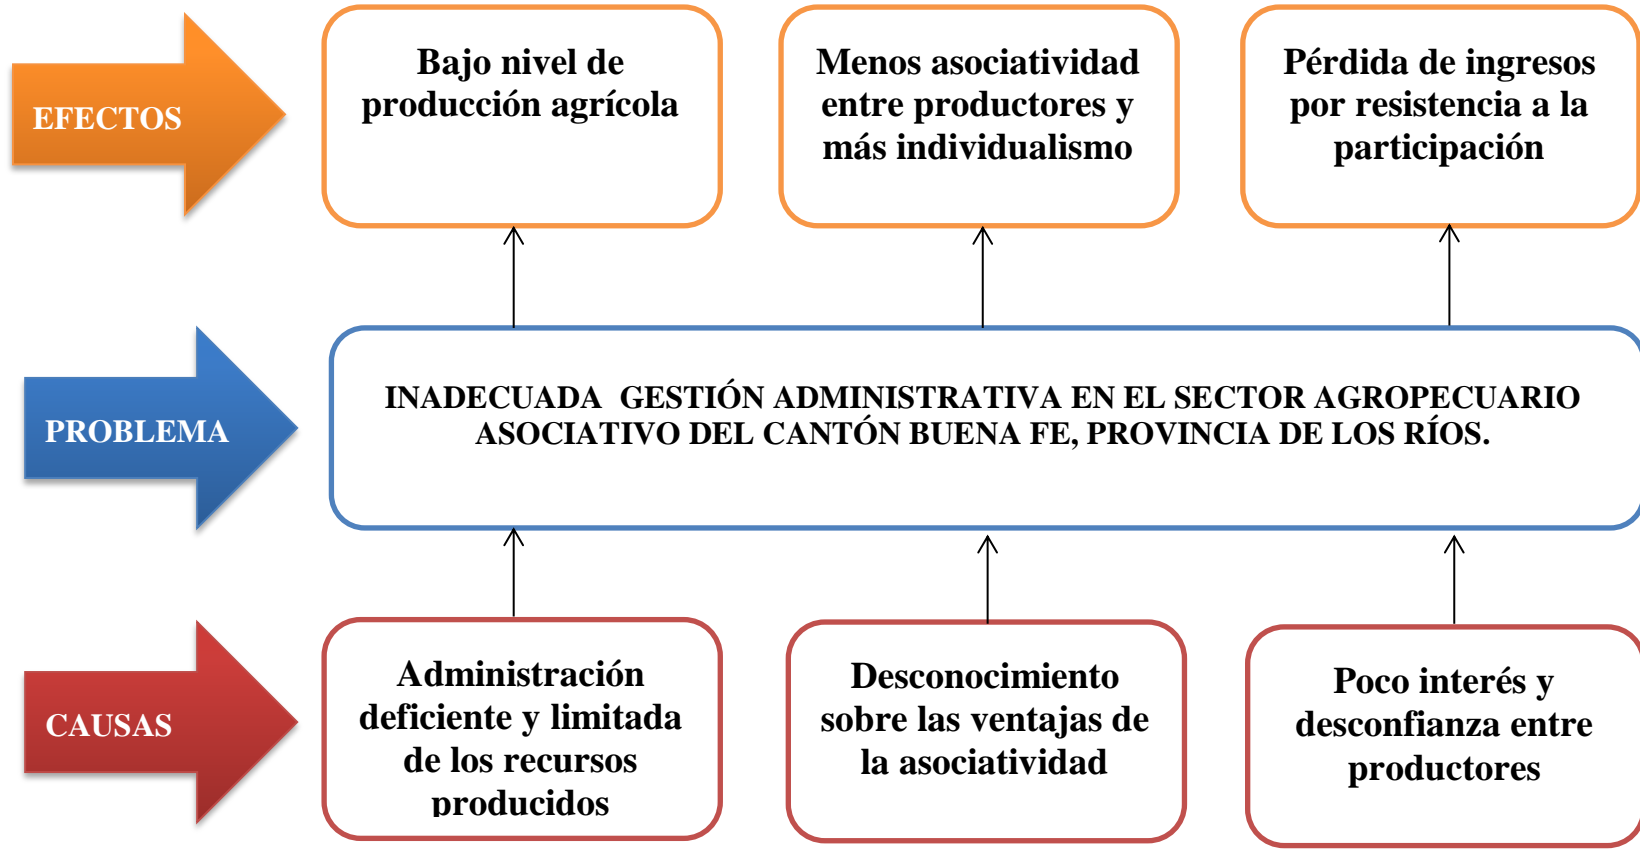 EFECTOS
Bajo nivel de
producción agrícola
Menos asociatividad
entre productores y
más individualismo
Pérdida de ingresos
por resistencia a la
participación
PROBLEMA
INADECUADA  GESTIÓN ADMINISTRATIVA EN EL SECTOR AGROPECUARIO
ASOCIATIVO DEL CANTÓN BUENA FE, PROVINCIA DE LOS RÍOS.
CAUSAS
Administración
deficiente y limitada
de los recursos
producidos
Desconocimiento
sobre las ventajas de
la asociatividad
Poco interés y
desconfianza entre
productores